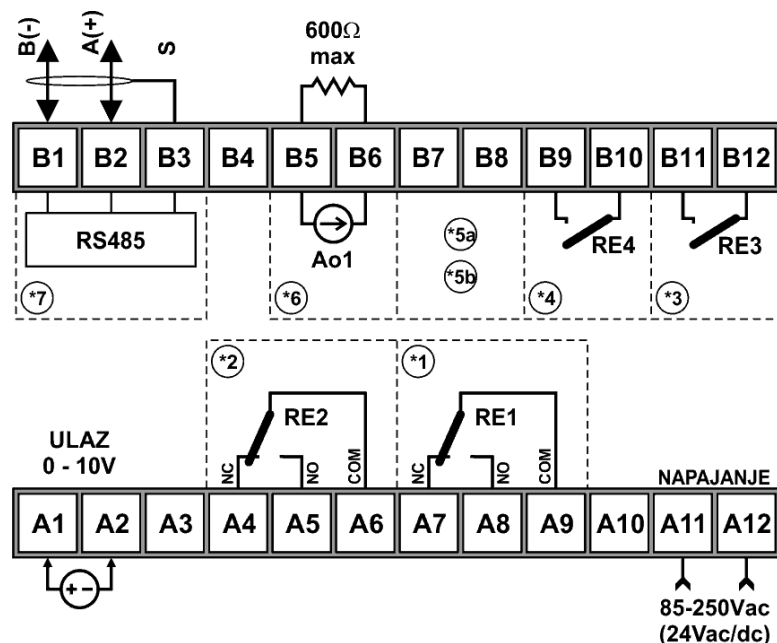 B(-) A(+) S
600Ω
max
B1 B2 B3 B4 B5 B6 B7 B8 B9 B10 B11 B12
RS485
Ao1
*5a
*5b
RE4
RE3
*7
*6
*4
*3
*2
*1
RE2
RE1
ULAZ
0 - 10V
NC NO COM NC NO COM
NAPAJANJE
A1 A2 A3 A4 A5 A6 A7 A8 A9 A10 A11 A12
+ -
85-250Vac
(24Vac/dc)